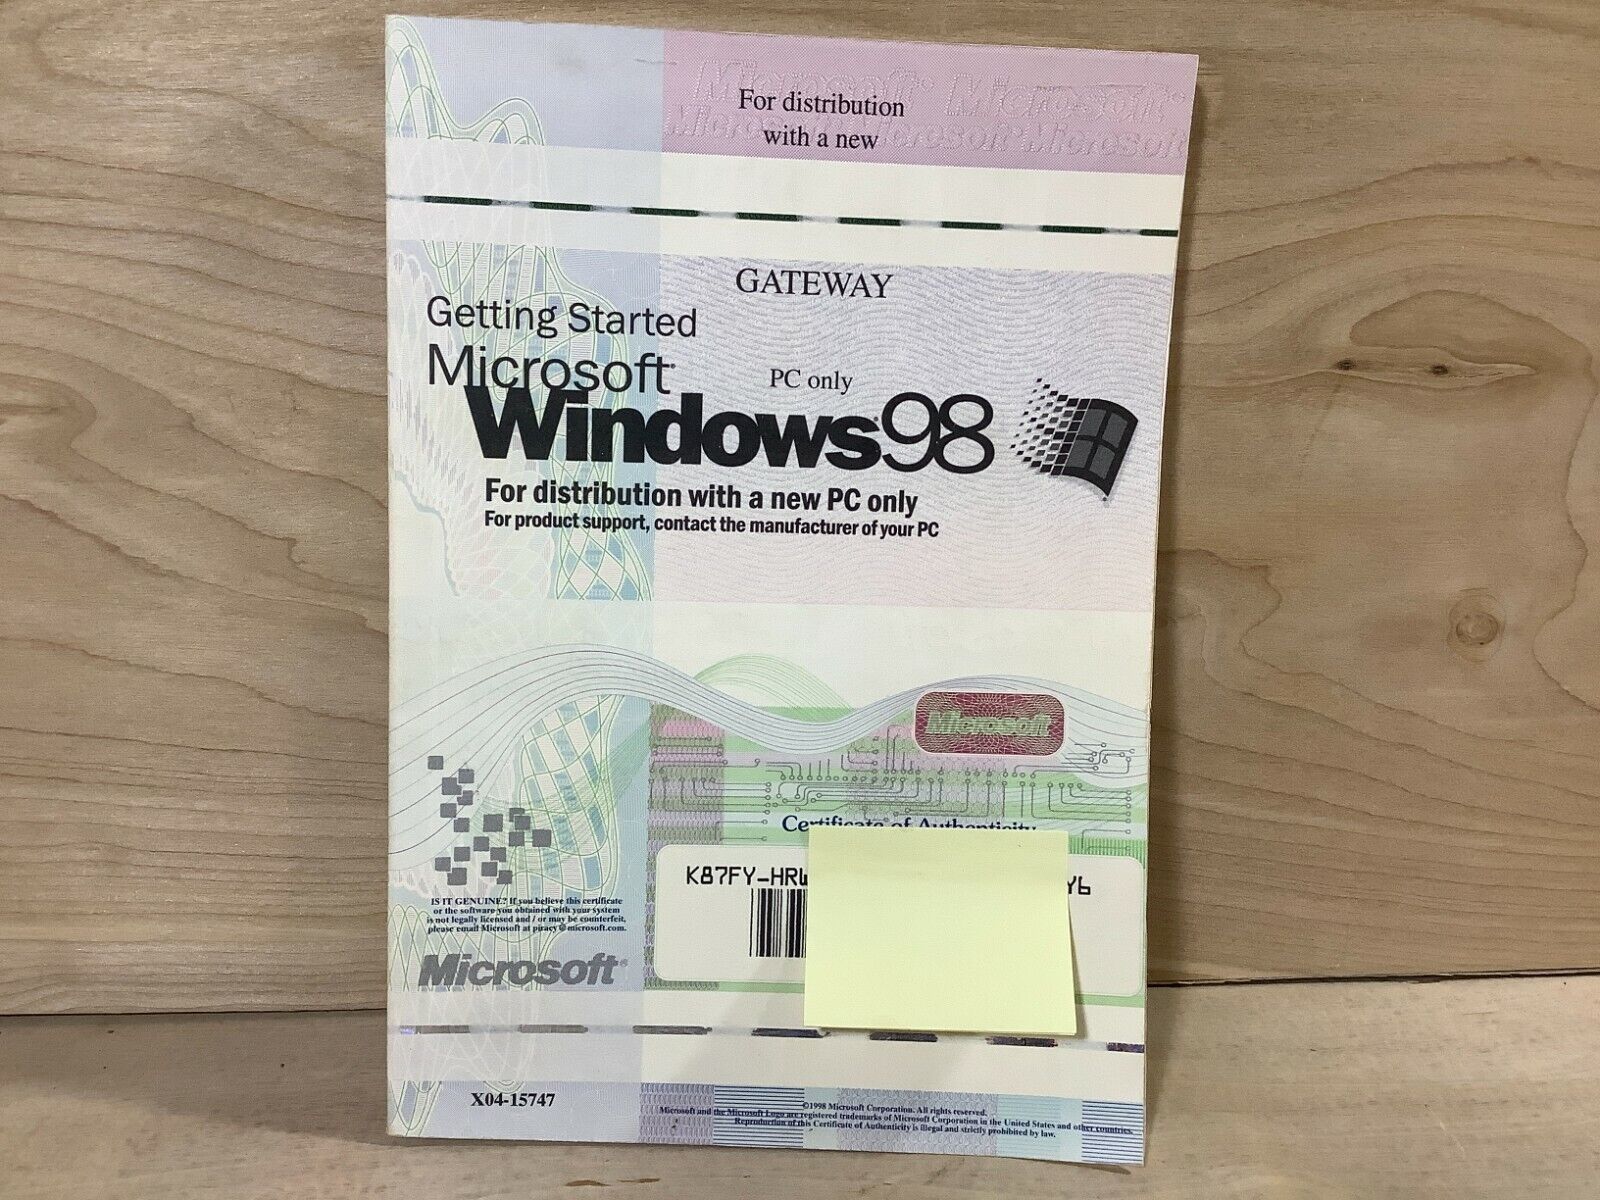 For distribution
with a new
GATEWAY
Getting Started
Microsoft
PC only
Windows 98
For distribution with a new PC only
For product support, contact the manufacturer of your PC
Microsoft
Certificate of Authenticity
K87FY-HRW
Y6
IS IT GENUINE? If you believe this certificate
or the software you obtained with your system
is not legally licensed and / or may be counterfeit,
please email Microsoft at piracy@microsoft.com.
Microsoft®
X04-15747
©1998 Microsoft Corporation. All rights reserved.
Microsoft and the Microsoft Logo are registered trademarks of Microsoft Corporation in the United States and other countries.
Reproduction of this Certificate of Authenticity is illegal and strictly prohibited by law.